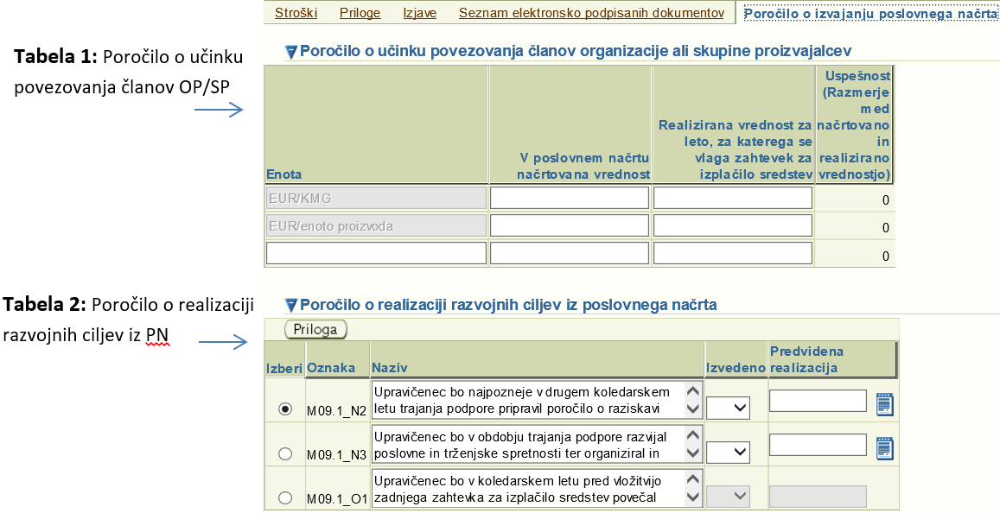 Stroški Priloge Izjave Seznam elektronsko podpisanih dokumentov Poročilo o izvajanju poslovnega načrta
Tabela 1: Poročilo o učinku
povezovanja članov OP/SP
Poročilo o učinku povezovanja članov organizacije ali skupine proizvajalcev
Enota
V poslovnem načrtu
načrtovana vrednost
Realizirana vrednost za
leto, za katerega se
vlaga zahtevek za
izplačilo sredstev
Uspešnost
(Razmerje
med
načrtovano
in
realizirano
vrednostjo)
EUR/KMG 0
EUR/enoto proizvoda 0
0
Tabela 2: Poročilo o realizaciji
razvojnih ciljev iz PN
Poročilo o realizaciji razvojnih ciljev iz poslovnega načrta
Priloga
Izberi Oznaka Naziv Izvedeno Predvidena
realizacija
M09.1_N2 Upravičenec bo najpozneje v drugem koledarskem
letu trajanja podpore pripravil poročilo o raziskavi
M09.1_N3 Upravičenec bo v obdobju trajanja podpore razvijal
poslovne in trženjske spretnosti ter organiziral in
M09.1_O1 Upravičenec bo v koledarskem letu pred vložitvijo
zadnjega zahtevka za izplačilo sredstev povečal